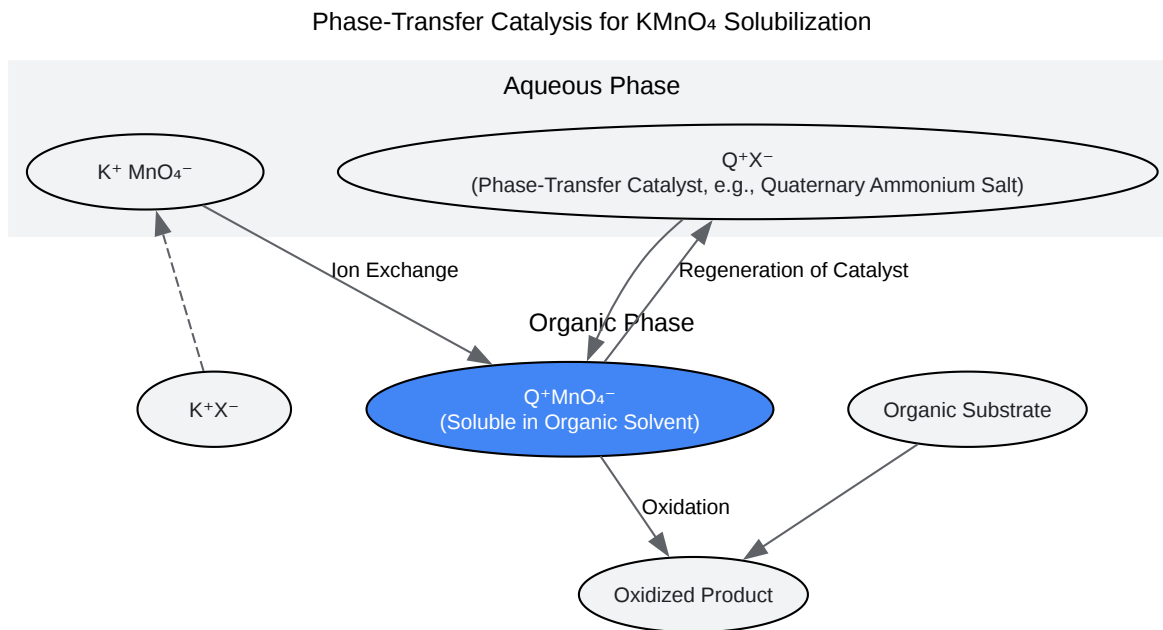 Phase-Transfer Catalysis for KMnO₄ Solubilization
Aqueous Phase
K⁺ MnO₄⁻
Q⁺X⁻
(Phase-Transfer Catalyst, e.g., Quaternary Ammonium Salt)
Ion Exchange
Regeneration of Catalyst
Organic Phase
K⁺X⁻
Q⁺MnO₄⁻
(Soluble in Organic Solvent)
Organic Substrate
Oxidation
Oxidized Product